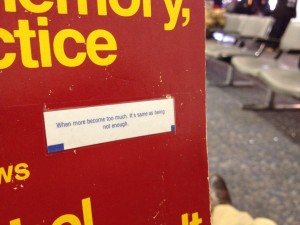 emory,
ctice
When more become too much. It's same as being
not enough.
ws